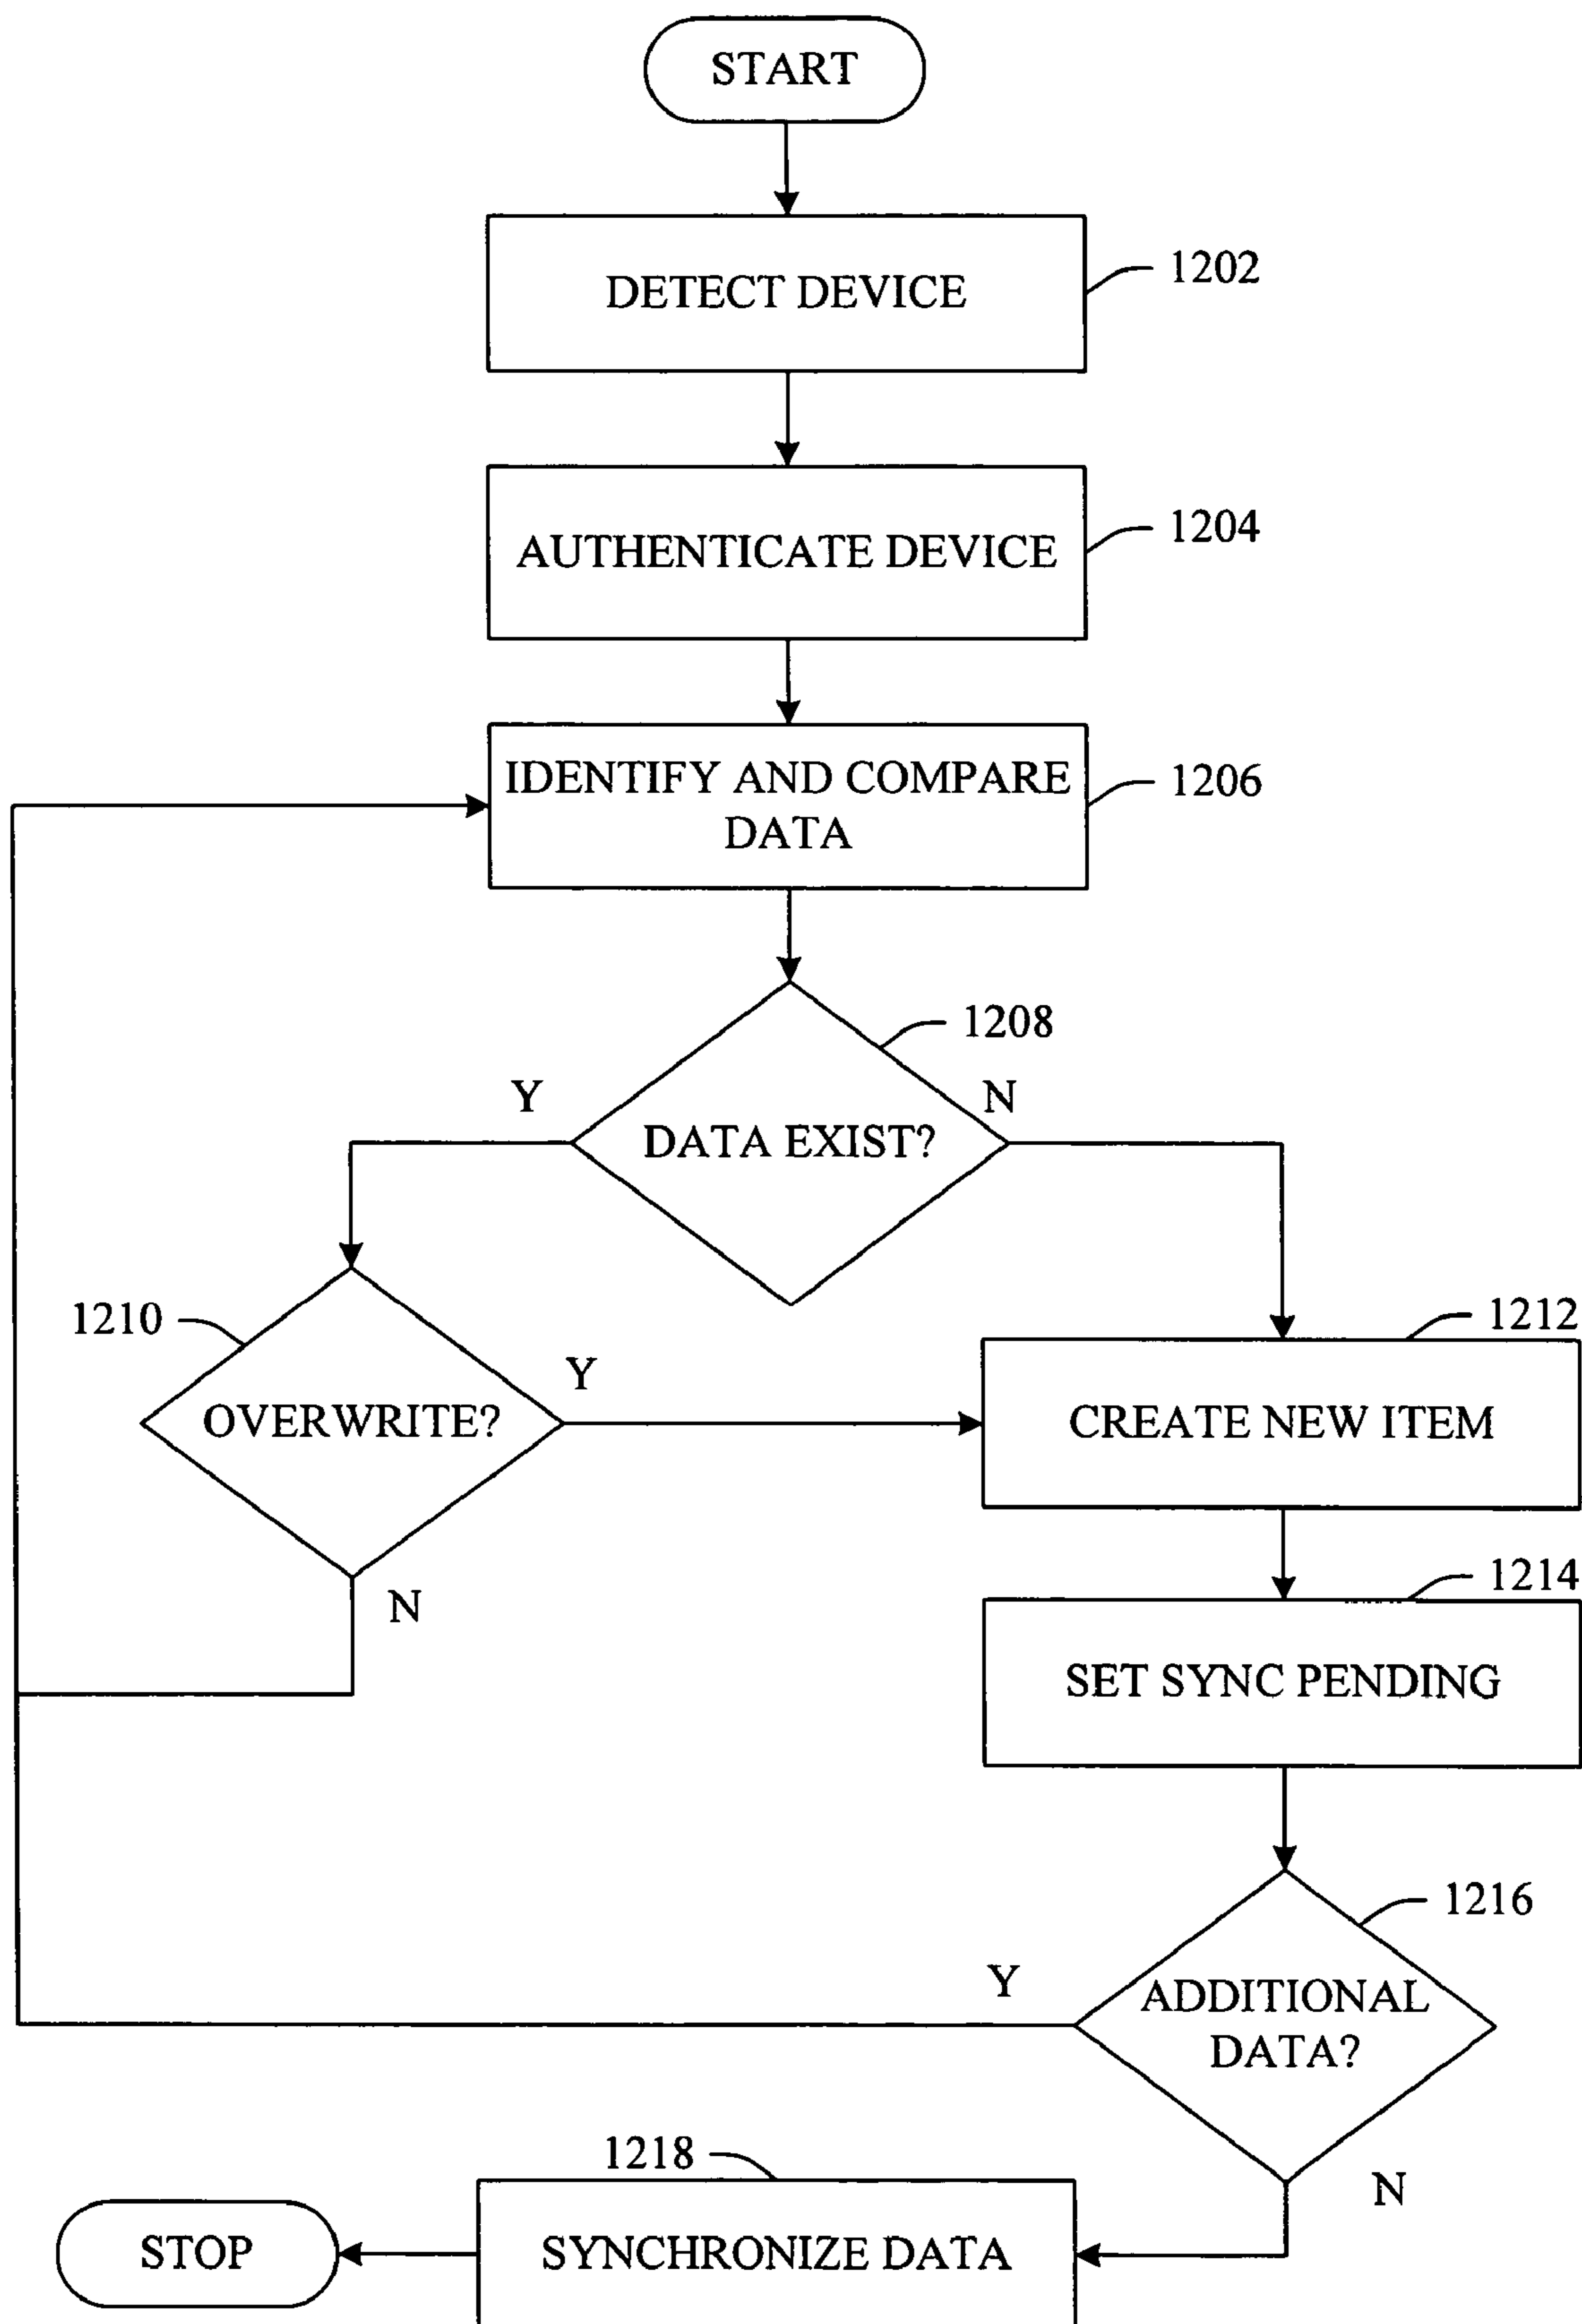 START
DETECT DEVICE
1202
AUTHENTICATE DEVICE
1204
IDENTIFY AND COMPARE
DATA
1206
1208
Y
N
DATA EXIST?
1210
Y
OVERWRITE?
N
1212
CREATE NEW ITEM
1214
SET SYNC PENDING
1216
Y
ADDITIONAL
DATA?
N
1218
SYNCHRONIZE DATA
STOP